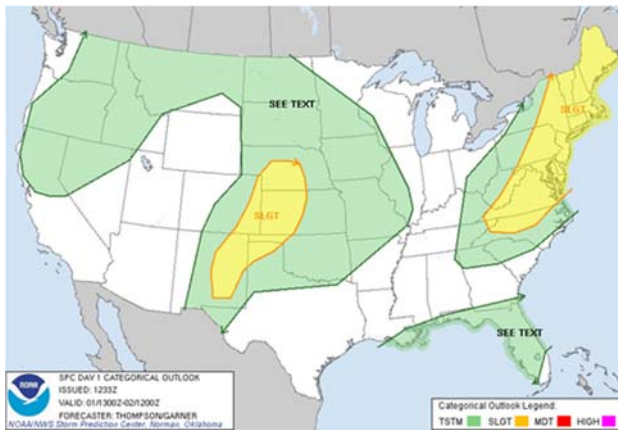 SEE TEXT
SLGT
SLGT
SEE TEXT
NOAA
SPC DAY 1 CATEGORICAL OUTLOOK
ISSUED: 1233Z
VALID: 01/1300Z-02/1200Z
FORECASTER: THOMPSON/GARNER
NOAA/NWS Storm Prediction Center, Norman, Oklahoma
Categorical Outlook Legend:
TSTM SLGT MDT HIGH